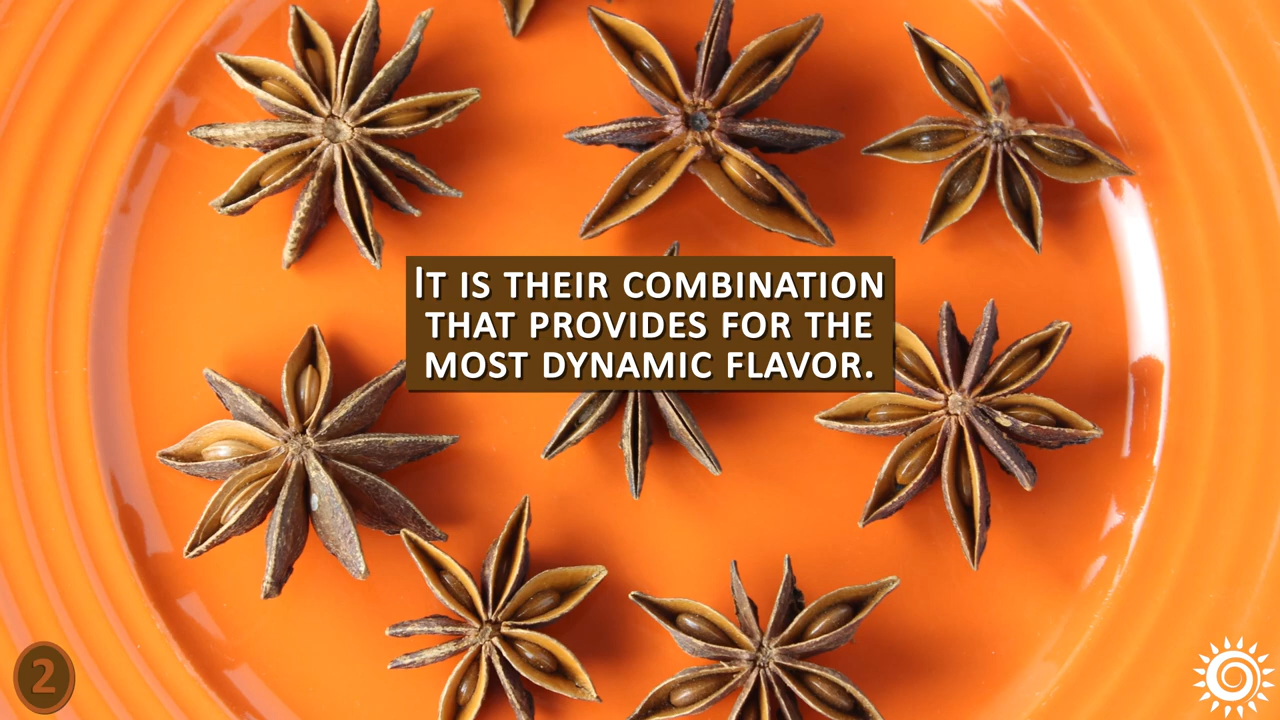 It is their combination
that provides for the
most dynamic flavor.
2